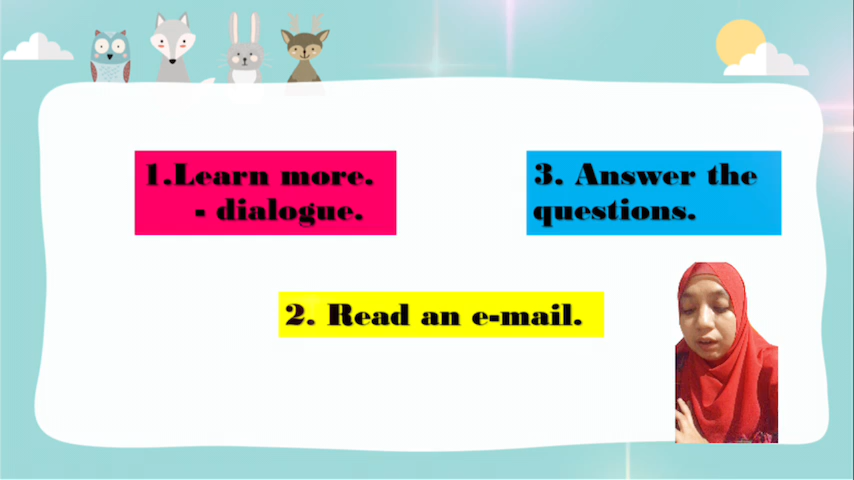 1.Learn more.
- dialogue.
2. Read an e-mail.
3. Answer the
questions.